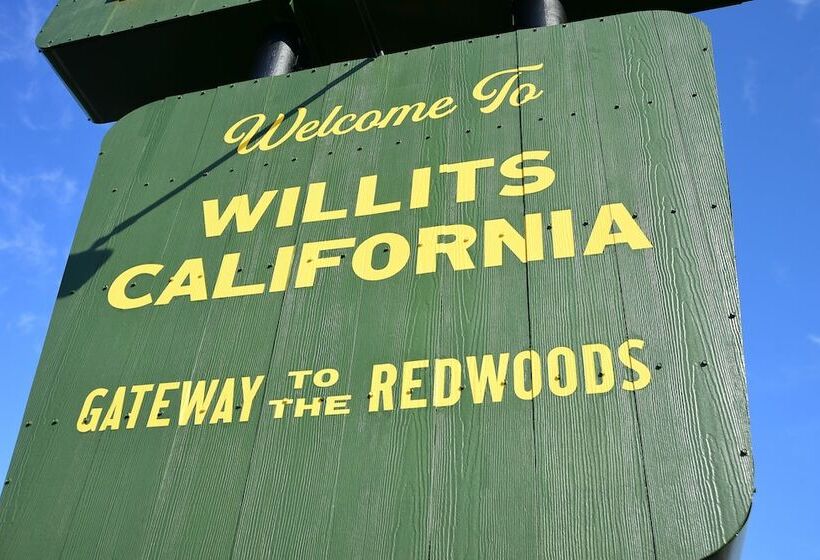 Welcome To
WILLITS
CALIFORNIA
GATEWAY TO THE REDWOODS